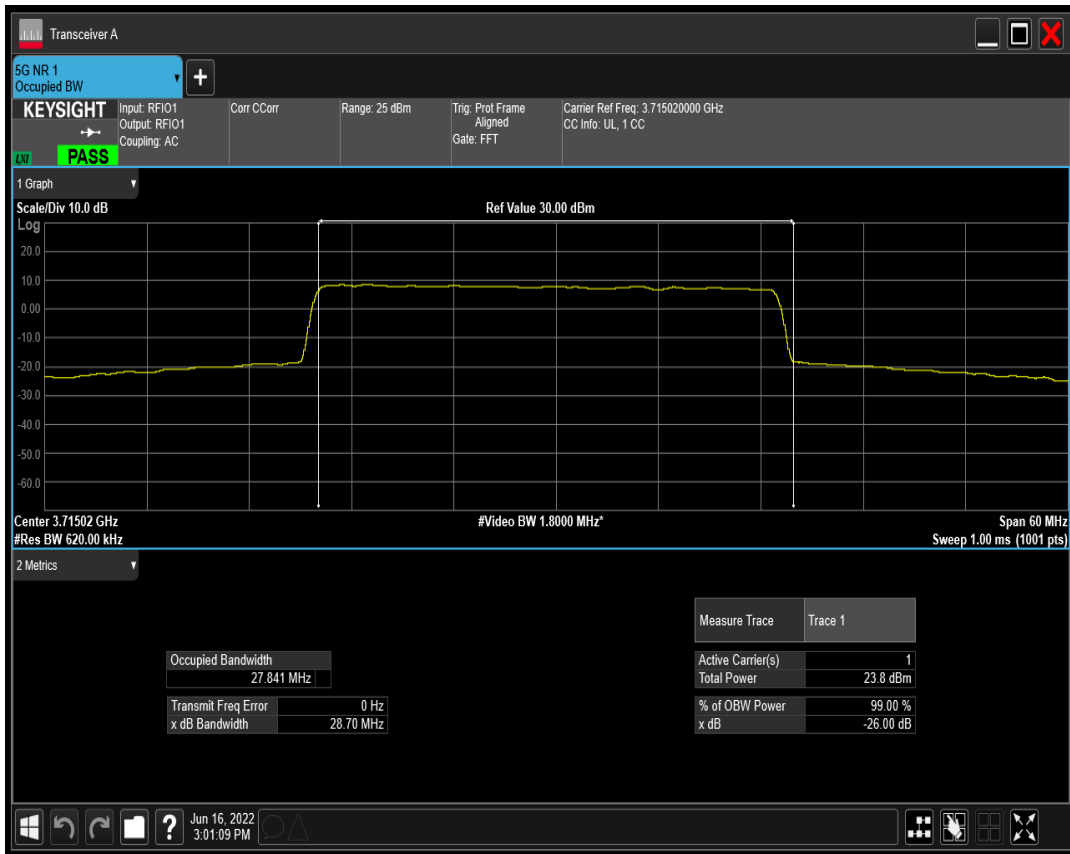 Transceiver A
5G NR 1
Occupied BW
KEYSIGHT
Input: RFIO1
Output: RFIO1
Coupling: AC
Corr CCorr
Range: 25 dBm
Trig: Prot Frame
Aligned
Gate: FFT
Carrier Ref Freq: 3.715020000 GHz
CC Info: UL, 1 CC
LXI
PASS
1 Graph
Scale/Div 10.0 dB
Ref Value 30.00 dBm
Log
20.0
10.0
0.00
-10.0
-20.0
-30.0
-40.0
-50.0
-60.0
Center 3.71502 GHz
#Video BW 1.8000 MHz*
Span 60 MHz
#Res BW 620.00 kHz
Sweep 1.00 ms (1001 pts)
2 Metrics
Measure Trace Trace 1
Occupied Bandwidth
27.841 MHz
Active Carrier(s) 1
Total Power 23.8 dBm
Transmit Freq Error 0 Hz
x dB Bandwidth 28.70 MHz
% of OBW Power 99.00 %
x dB -26.00 dB
?
Jun 16, 2022
3:01:09 PM